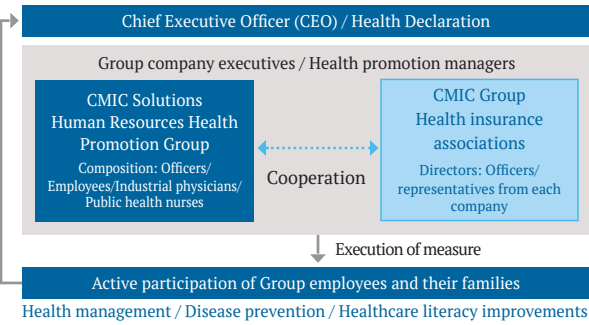 Chief Executive Officer (CEO) / Health Declaration
Group company executives / Health promotion managers
CMIC Solutions
Human Resources Health
Promotion Group
Composition: Officers/
Employees/Industrial physicians/
Public health nurses
Cooperation
CMIC Group
Health insurance
associations
Directors: Officers/
representatives from each
company
Execution of measure
Active participation of Group employees and their families
Health management / Disease prevention / Healthcare literacy improvements